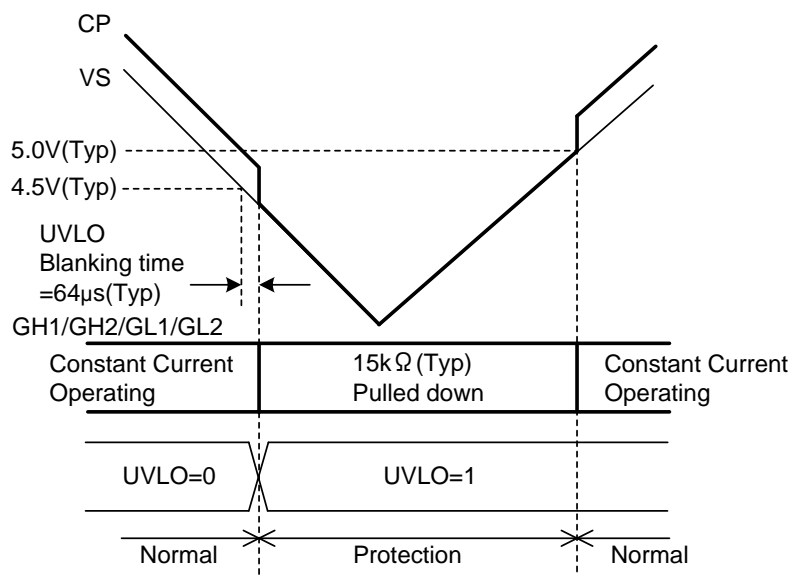 CP
VS
5.0V(Typ)
4.5V(Typ)
UVLO
Blanking time
=64μs(Typ)
GH1/GH2/GL1/GL2
Constant Current
Operating
15kΩ(Typ)
Pulled down
Constant Current
Operating
UVLO=0
UVLO=1
Normal
Protection
Normal